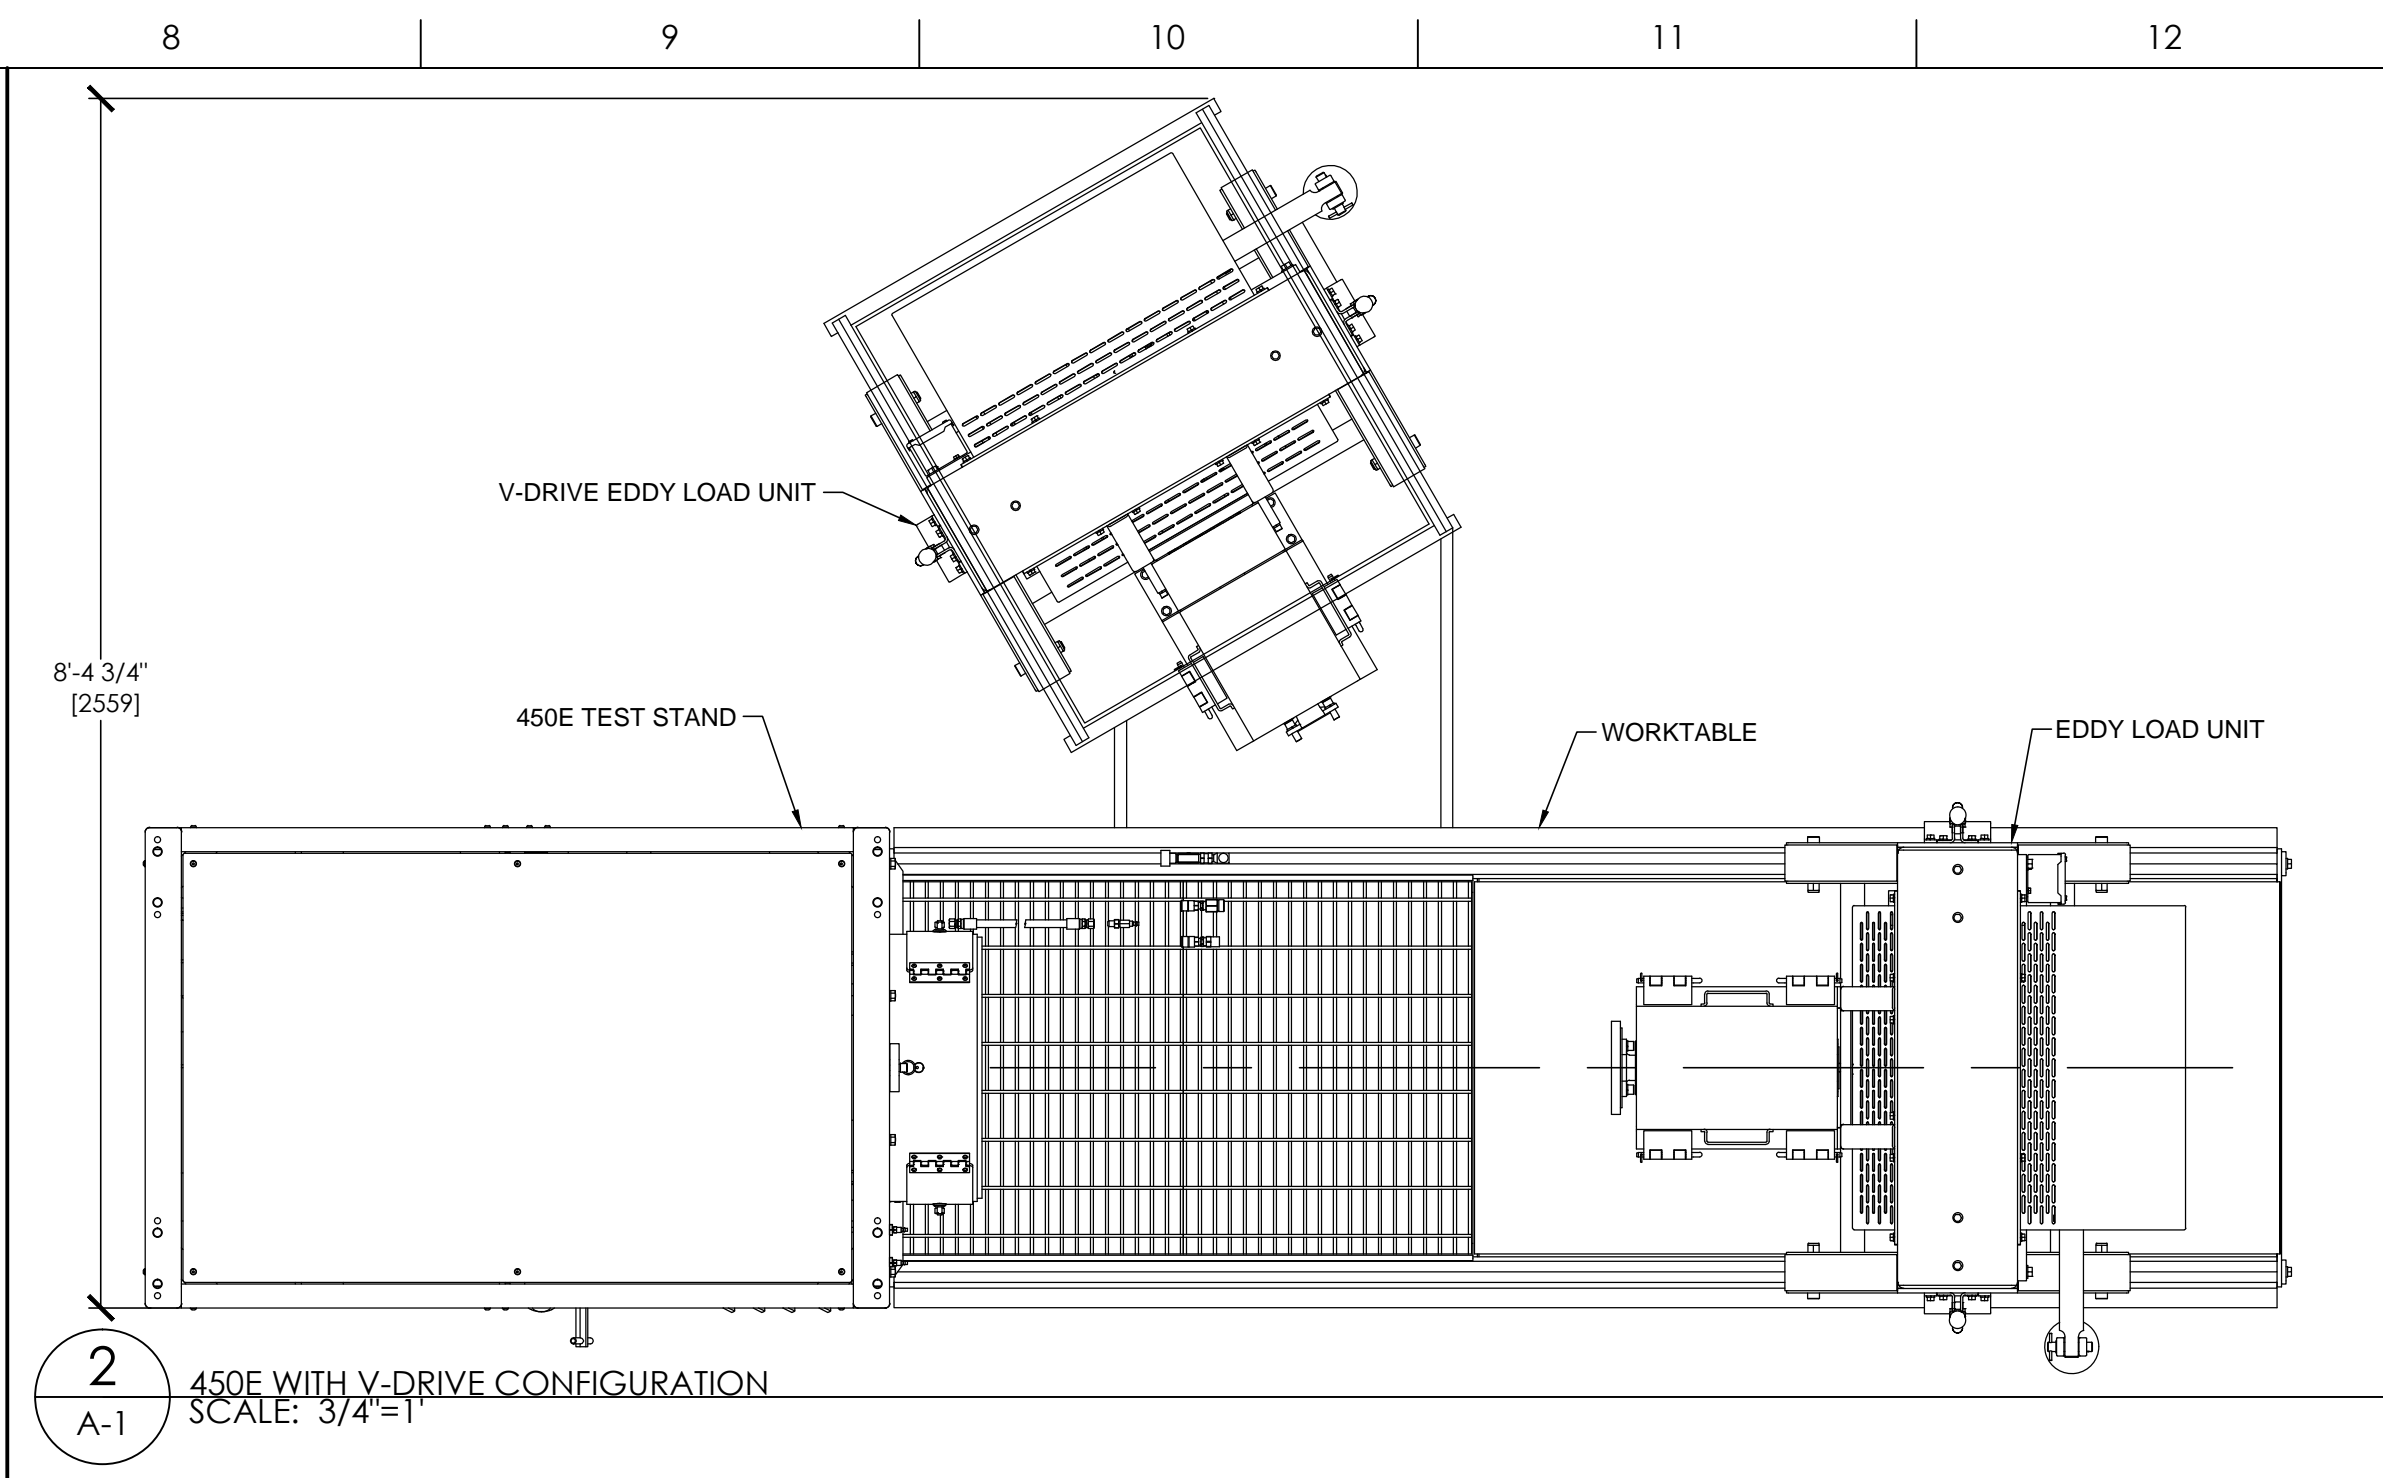 8 9 10 11 12
V-DRIVE EDDY LOAD UNIT
8'-4 3/4"
[2559]
450E TEST STAND
WORKTABLE
EDDY LOAD UNIT
2
A-1
450E WITH V-DRIVE CONFIGURATION
SCALE: 3/4"=1'